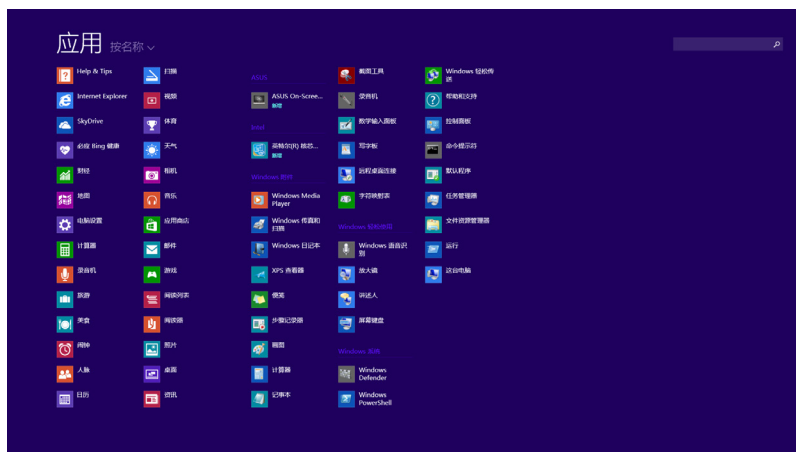 应用 按名称
Help & Tips
Internet Explorer
SkyDrive
必应 Bing 健康
财经
地图
电脑设置
计算器
录音机
旅游
美食
闹钟
人脉
日历
扫描
视频
体育
天气
相机
音乐
应用商店
邮件
游戏
阅读列表
阅读器
照片
桌面
资讯
ASUS
ASUS On-Scree...
新增
Intel
英特尔(R) 核芯...
新增
Windows 附件
Windows Media
Player
Windows 传真和
扫描
Windows 日记本
XPS 查看器
便笺
步骤记录器
画图
计算器
记事本
截图工具
录音机
数学输入面板
写字板
远程桌面连接
字符映射表
Windows 轻松使用
Windows 语音识
别
放大镜
讲述人
屏幕键盘
Windows 系统
Windows
Defender
Windows
PowerShell
Windows 轻松传
送
帮助和支持
控制面板
命令提示符
默认程序
任务管理器
文件资源管理器
运行
这台电脑